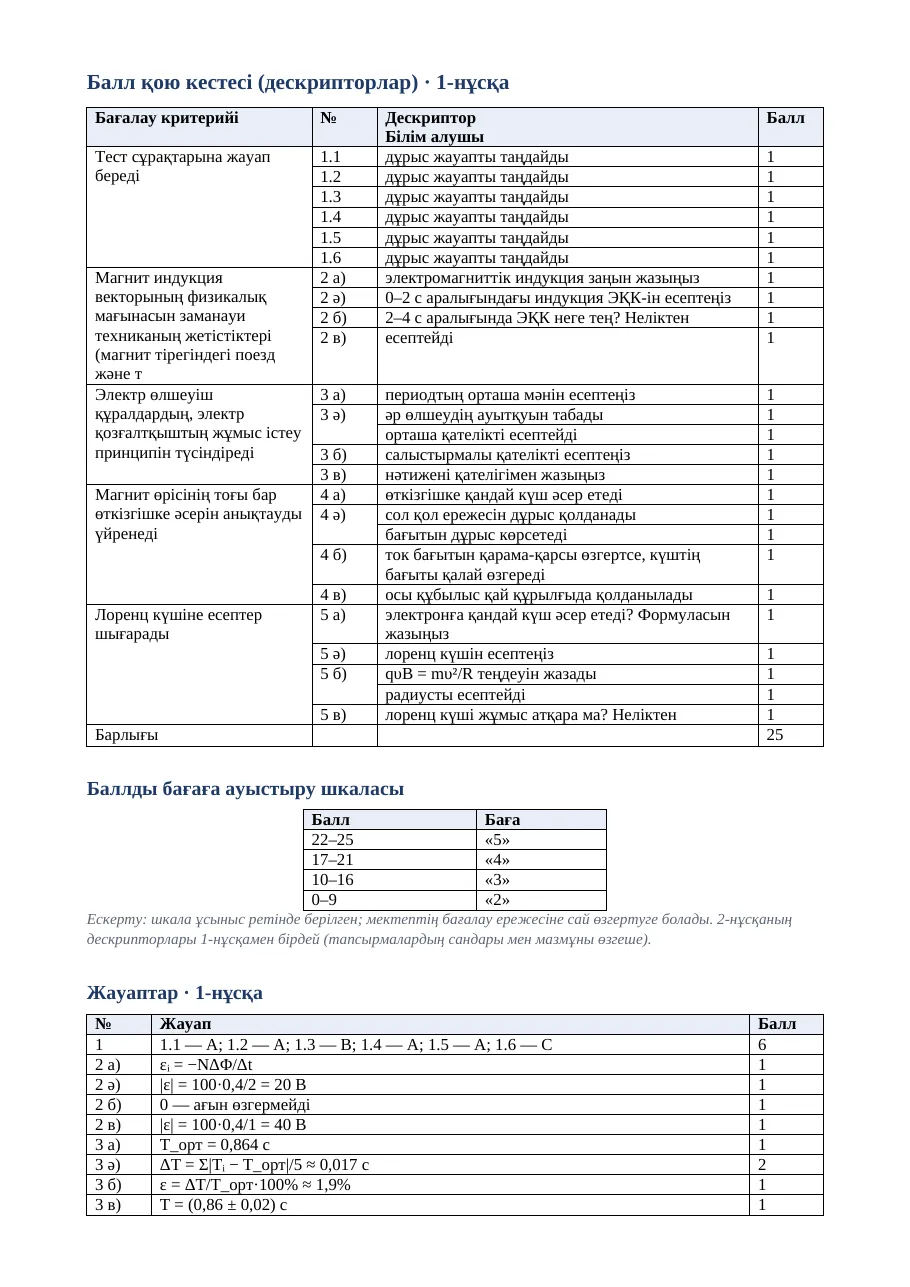 Балл қою кестесі (дескрипторлар) · 1-нұсқа
Бағалау критерийі № Дескриптор Балл
Білім алушы
Тест сұрақтарына жауап 1.1 дұрыс жауапты таңдайды 1
береді 1.2 дұрыс жауапты таңдайды 1
1.3 дұрыс жауапты таңдайды 1
1.4 дұрыс жауапты таңдайды 1
1.5 дұрыс жауапты таңдайды 1
1.6 дұрыс жауапты таңдайды 1
Магнит индукция 2 а) электромагниттік индукция заңын жазыңыз 1
векторының физикалық 2 ә) 0–2 с аралығындағы индукция ЭҚК-ін есептеңіз 1
мағынасын заманауи 2 б) 2–4 с аралығында ЭҚК неге тең? Неліктен 1
техниканың жетістіктері 2 в) есептейді 1
(магнит тірегіндегі поезд
және т
Электр өлшеуіш 3 а) периодтың орташа мәнін есептеңіз 1
құралдардың, электр 3 ә) әр өлшеудің ауытқуын табады 1
қозғалтқыштың жұмыс істеу орташа қателікті есептейді 1
принципін түсіндіреді 3 б) салыстырмалы қателікті есептеңіз 1
3 в) нәтижені қателігімен жазыңыз 1
Магнит өрісінің тоғы бар 4 а) өткізгішке қандай күш әсер етеді 1
өткізгішке әсерін анықтауды 4 ә) сол қол ережесін дұрыс қолданады 1
үйренеді бағытын дұрыс көрсетеді 1
4 б) ток бағытын қарама-қарсы өзгертсе, күштің 1
бағыты қалай өзгереді
4 в) осы құбылыс қай құрылғыда қолданылады 1
Лоренц күшіне есептер 5 а) электронға қандай күш әсер етеді? Формуласын 1
шығарады жазыңыз
5 ә) лоренц күшін есептеңіз 1
5 б) qυB = mυ²/R теңдеуін жазады 1
радиусты есептейді 1
5 в) лоренц күші жұмыс атқара ма? Неліктен 1
Барлығы 25
Баллды бағаға ауыстыру шкаласы
Балл Баға
22–25 «5»
17–21 «4»
10–16 «3»
0–9 «2»
Ескерту: шкала ұсыныс ретінде берілген; мектептің бағалау ережесіне сай өзгертуге болады. 2-нұсқаның
дескрипторлары 1-нұсқамен бірдей (тапсырмалардың сандары мен мазмұны өзгеше).
Жауаптар · 1-нұсқа
№ Жауап Балл
1 1.1 — A; 1.2 — A; 1.3 — B; 1.4 — A; 1.5 — A; 1.6 — C 6
2 а) εᵢ = −NΔΦ/Δt 1
2 ә) |ε| = 100·0,4/2 = 20 В 1
2 б) 0 — ағын өзгермейді 1
2 в) |ε| = 100·0,4/1 = 40 В 1
3 а) T_орт = 0,864 с 1
3 ә) ΔT = Σ|Tᵢ − T_орт|/5 ≈ 0,017 с 2
3 б) ε = ΔT/T_орт·100% ≈ 1,9% 1
3 в) T = (0,86 ± 0,02) с 1